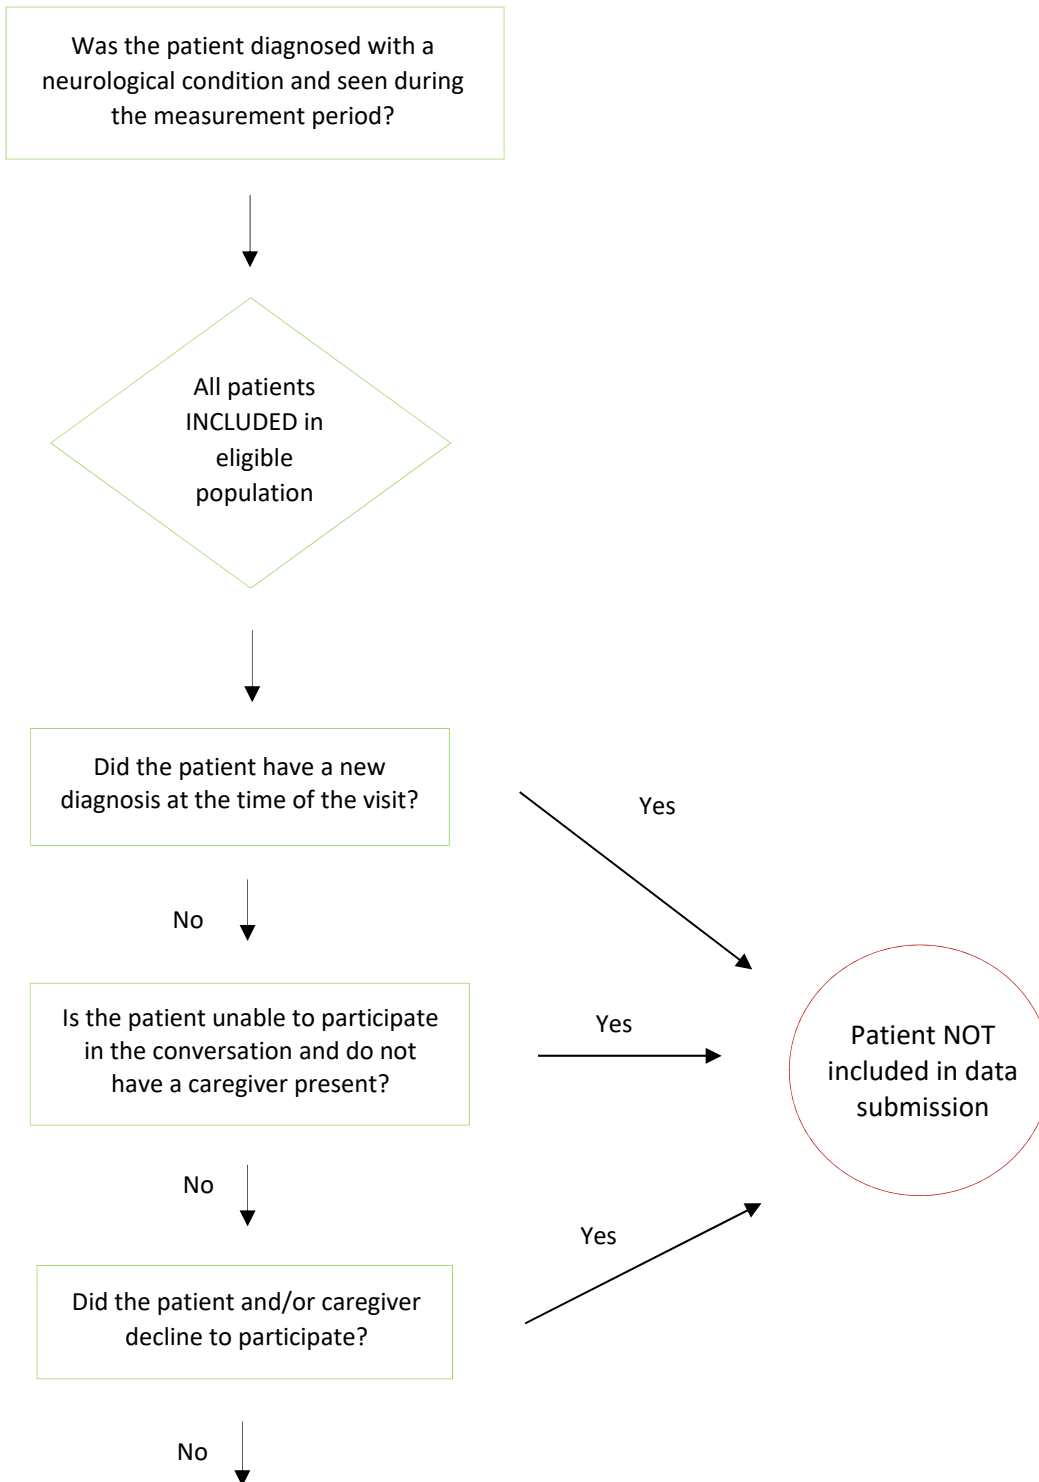 Was the patient diagnosed with a
neurological condition and seen during
the measurement period?
All patients
INCLUDED in
eligible
population
Did the patient have a new
diagnosis at the time of the visit?
Yes
No
Is the patient unable to participate
in the conversation and do not
have a caregiver present?
Yes
Patient NOT
included in data
submission
No
Did the patient and/or caregiver
decline to participate?
Yes
No